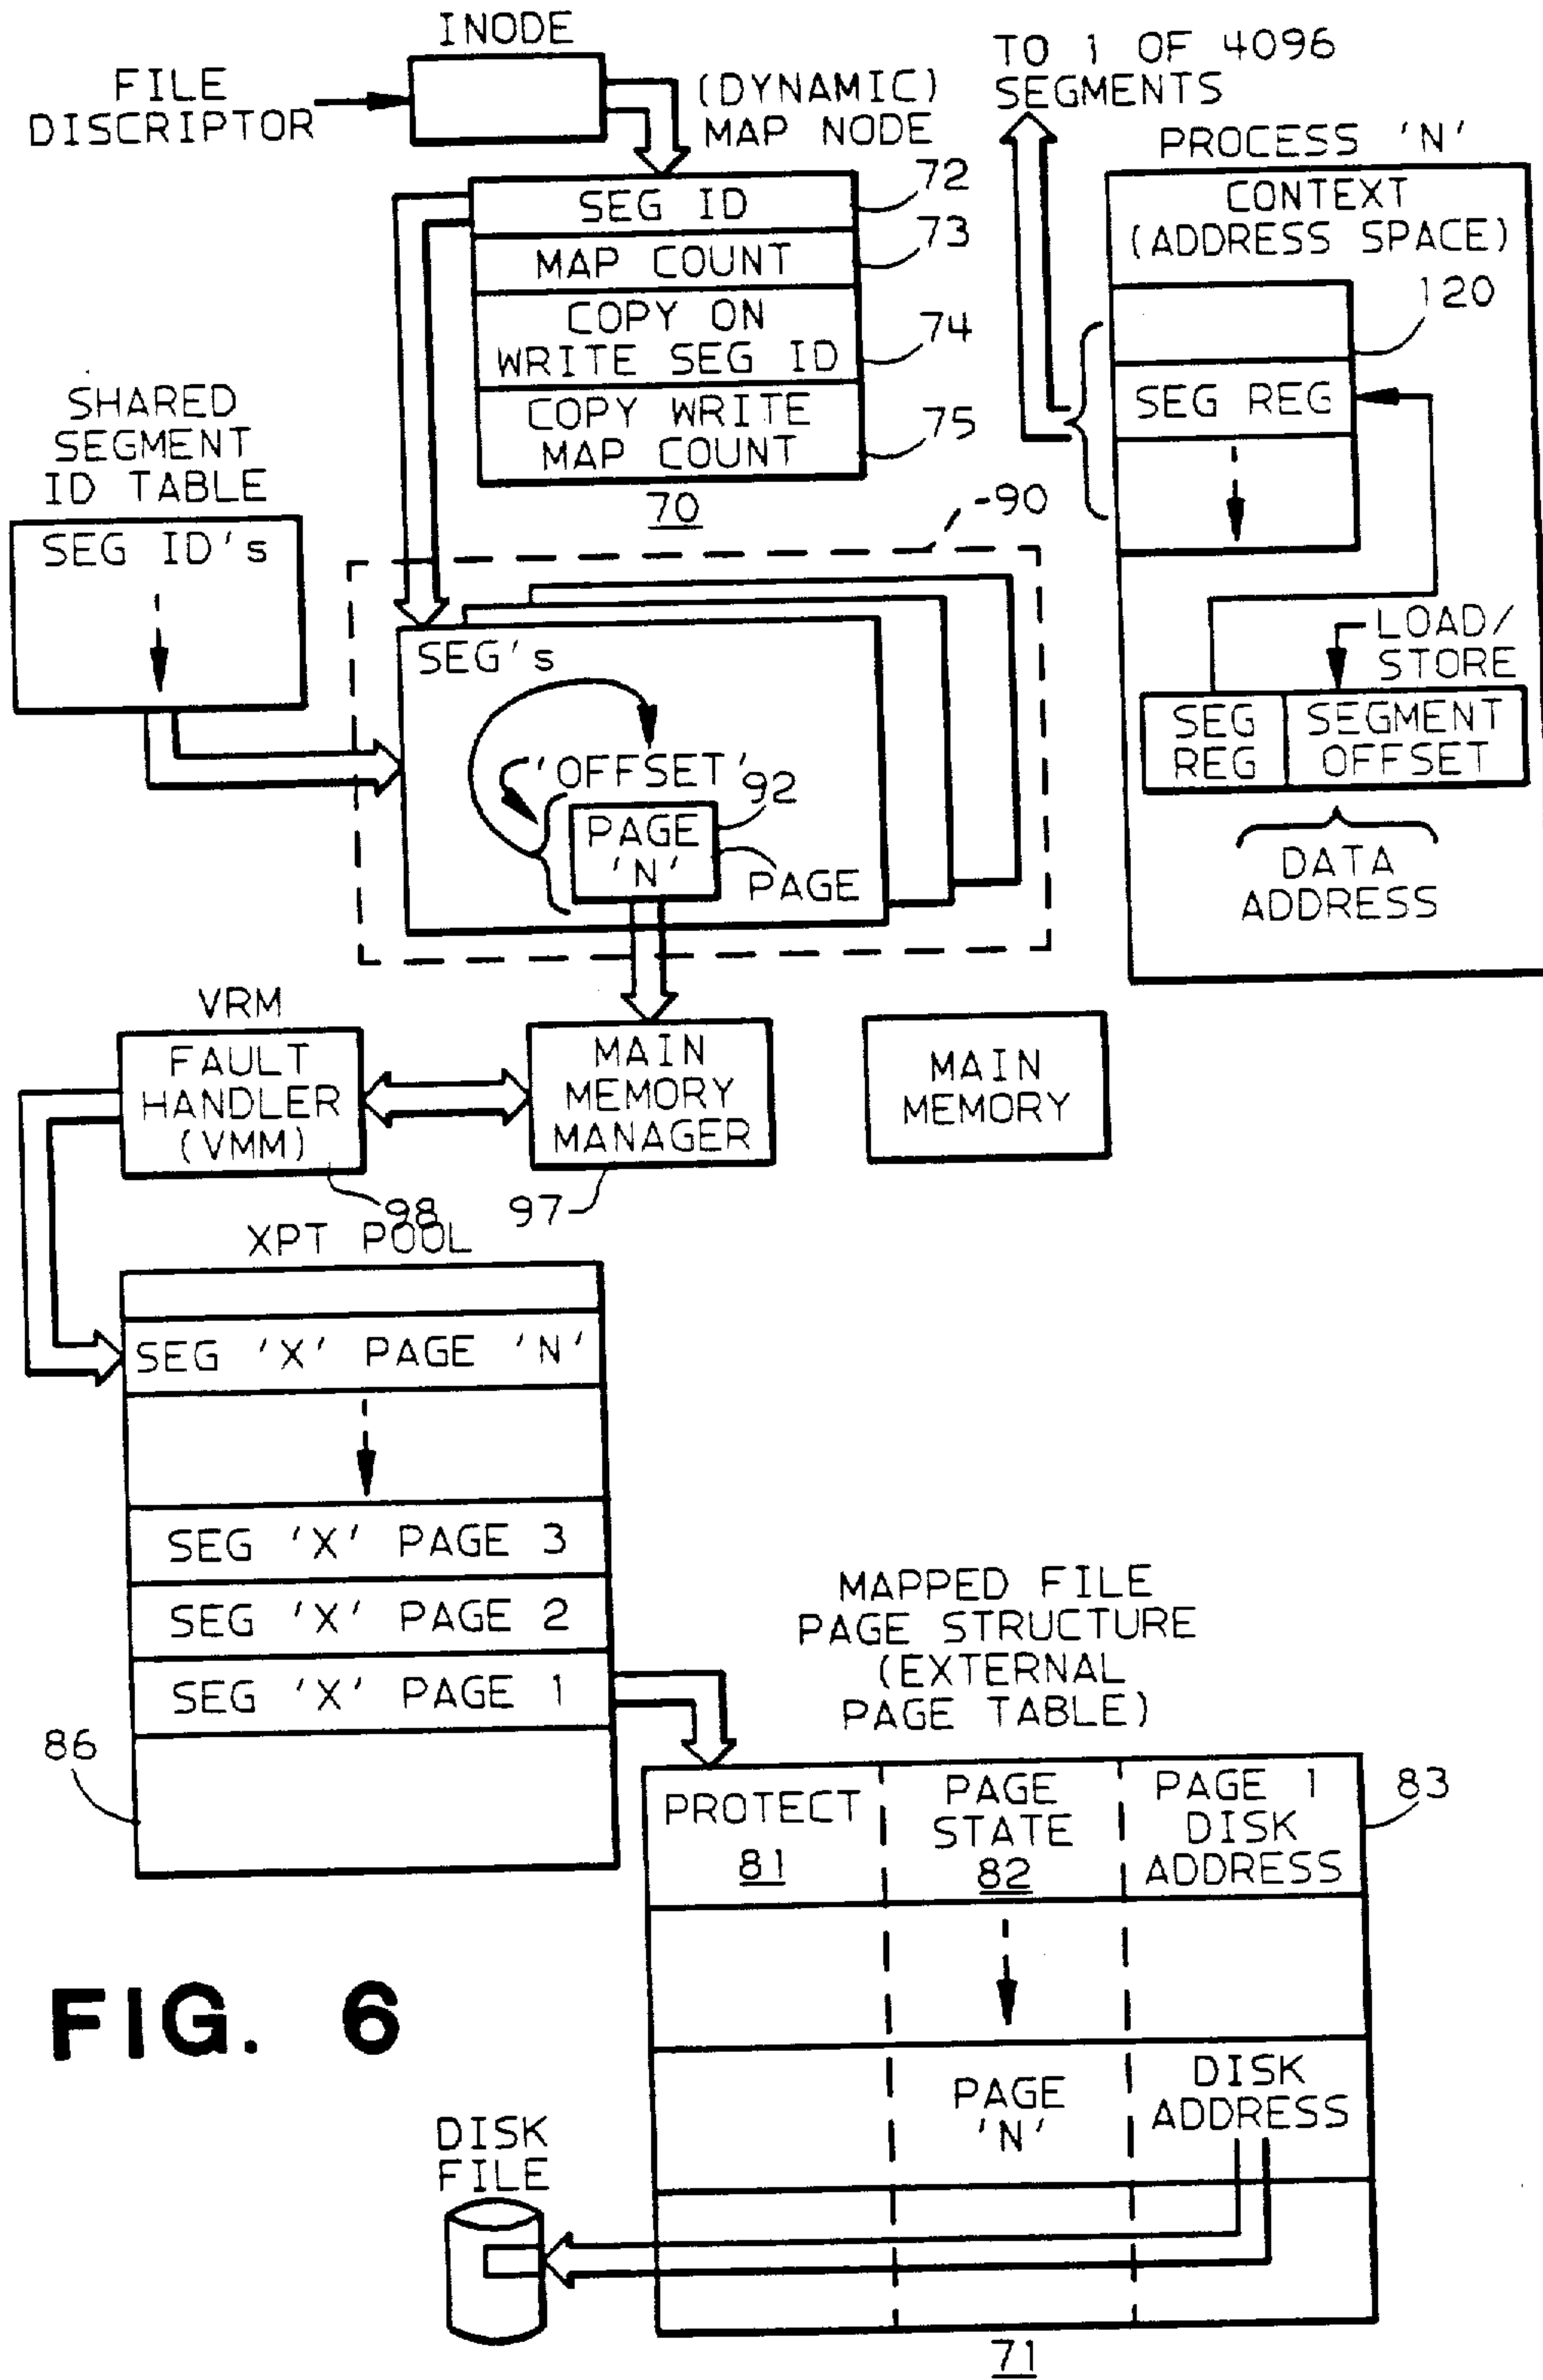 INODE
FILE
DISCRIPTOR
(DYNAMIC)
MAP NODE
TO 1 OF 4096
SEGMENTS
PROCESS 'N'
CONTEXT
(ADDRESS SPACE)
120
SEG REG
LOAD/
STORE
SEG
REG
SEGMENT
OFFSET
DATA
ADDRESS
SEG ID
72
MAP COUNT
73
COPY ON
WRITE SEG ID
74
COPY WRITE
MAP COUNT
75
70
SHARED
SEGMENT
ID TABLE
SEG ID's
90
SEG's
'OFFSET'
92
PAGE
'N'
PAGE
VRM
FAULT
HANDLER
(VMM)
98
MAIN
MEMORY
MANAGER
97
MAIN
MEMORY
XPT POOL
SEG 'X' PAGE 'N'
SEG 'X' PAGE 3
SEG 'X' PAGE 2
SEG 'X' PAGE 1
86
MAPPED FILE
PAGE STRUCTURE
(EXTERNAL
PAGE TABLE)
PROTECT
81
PAGE
STATE
82
PAGE 1
DISK
ADDRESS
83
PAGE
'N'
DISK
ADDRESS
DISK
FILE
71
FIG. 6